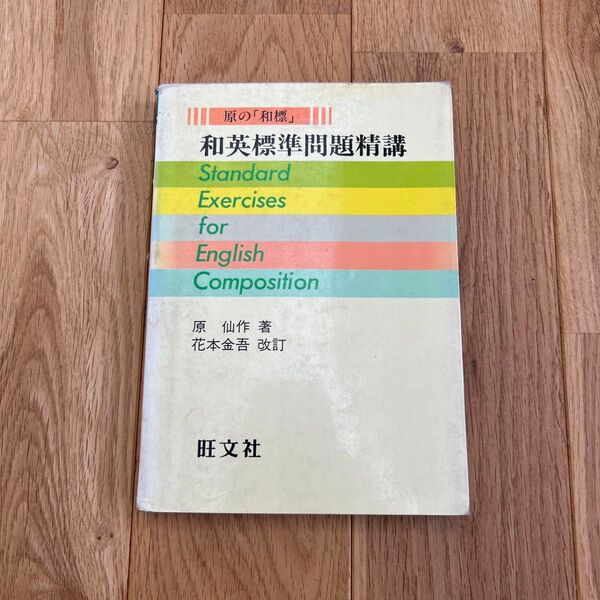 原の「和標」
和英標準問題精講
Standard
Exercises
for
English
Composition
原　仙作 著
花本金吾 改訂
旺文社